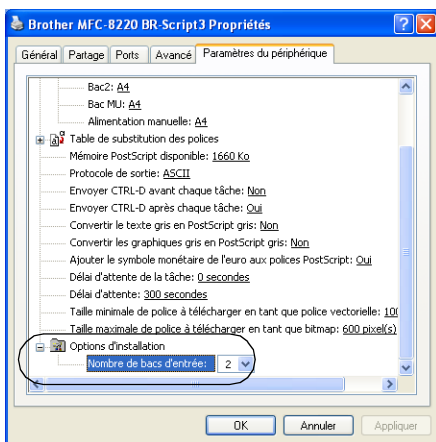 Brother MFC-8220 BR-Script3 Propriétés
Général Partage Ports Avancé Paramètres du périphérique
Bac2: A4
Bac MU: A4
Alimentation manuelle: A4
Table de substitution des polices
Mémoire PostScript disponible: 1660 Ko
Protocole de sortie: ASCII
Envoyer CTRL-D avant chaque tâche: Non
Envoyer CTRL-D après chaque tâche: Oui
Convertir le texte gris en PostScript gris: Non
Convertir les graphiques gris en PostScript gris: Non
Ajouter le symbole monétaire de l'euro aux polices PostScript: Oui
Délai d'attente de la tâche: 0 secondes
Délai d'attente: 300 secondes
Taille minimale de police à télécharger en tant que police vectorielle: 100
Taille maximale de police à télécharger en tant que bitmap: 600 pixel(s)
Options d'installation
Nombre de bacs d'entrée: 2
OK Annuler Appliquer